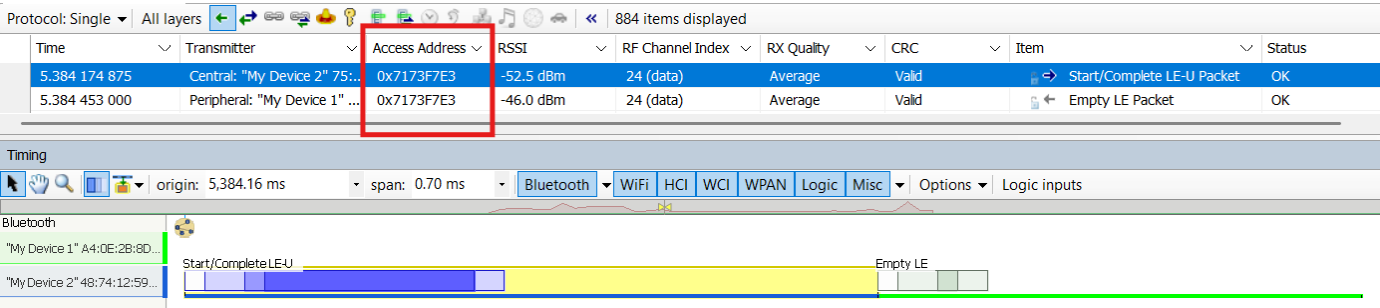 Protocol: Single All layers « 884 items displayed
Time Transmitter Access Address RSSI RF Channel Index RX Quality CRC Item Status
5.384 174 875 Central: "My Device 2" 75:... 0x7173F7E3 -52.5 dBm 24 (data) Average Valid Start/Complete LE-U Packet OK
5.384 453 000 Peripheral: "My Device 1" ... 0x7173F7E3 -46.0 dBm 24 (data) Average Valid Empty LE Packet OK
Timing
origin: 5,384.16 ms span: 0.70 ms Bluetooth WiFi HCI WCI WPAN Logic Misc Options Logic inputs
Bluetooth
"My Device 1" A4:0E:2B:8D...
Start/Complete LE-U Empty LE
"My Device 2" 48:74:12:59...